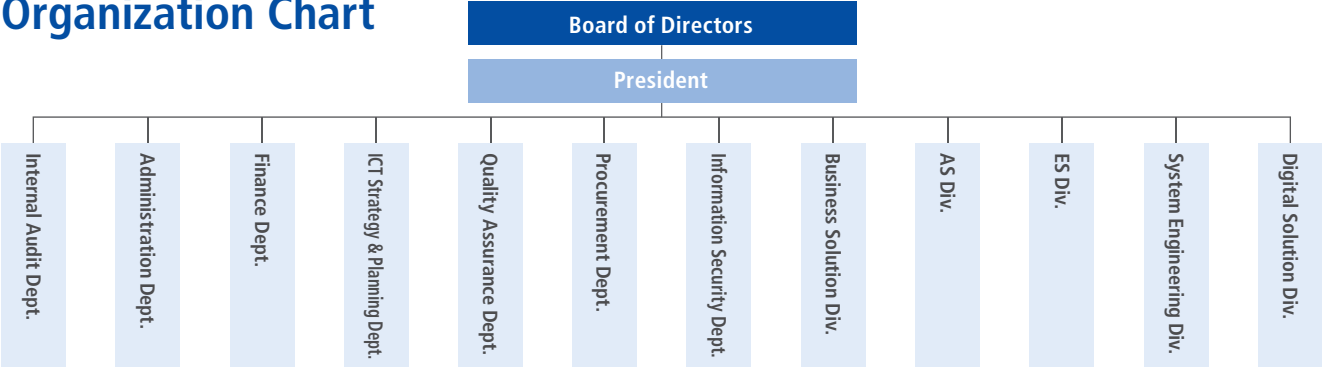 Organization Chart
Board of Directors
President
Internal Audit Dept.
Administration Dept.
Finance Dept.
ICT Strategy & Planning Dept.
Quality Assurance Dept.
Procurement Dept.
Information Security Dept.
Business Solution Div.
AS Div.
ES Div.
System Engineering Div.
Digital Solution Div.